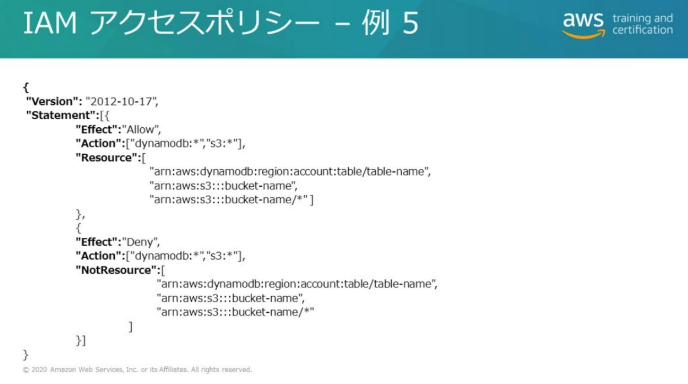 IAM アクセスポリシー – 例 5
aws training and certification
{
"Version": "2012-10-17",
"Statement":[{
"Effect":"Allow",
"Action":["dynamodb:*","s3:*"],
"Resource":[
"arn:aws:dynamodb:region:account:table/table-name",
"arn:aws:s3:::bucket-name",
"arn:aws:s3:::bucket-name/*" ]
},
{
"Effect":"Deny",
"Action":["dynamodb:*","s3:*"],
"NotResource":[
"arn:aws:dynamodb:region:account:table/table-name",
"arn:aws:s3:::bucket-name",
"arn:aws:s3:::bucket-name/*"
]
}]
}
© 2020 Amazon Web Services, Inc. or its Affiliates. All rights reserved.